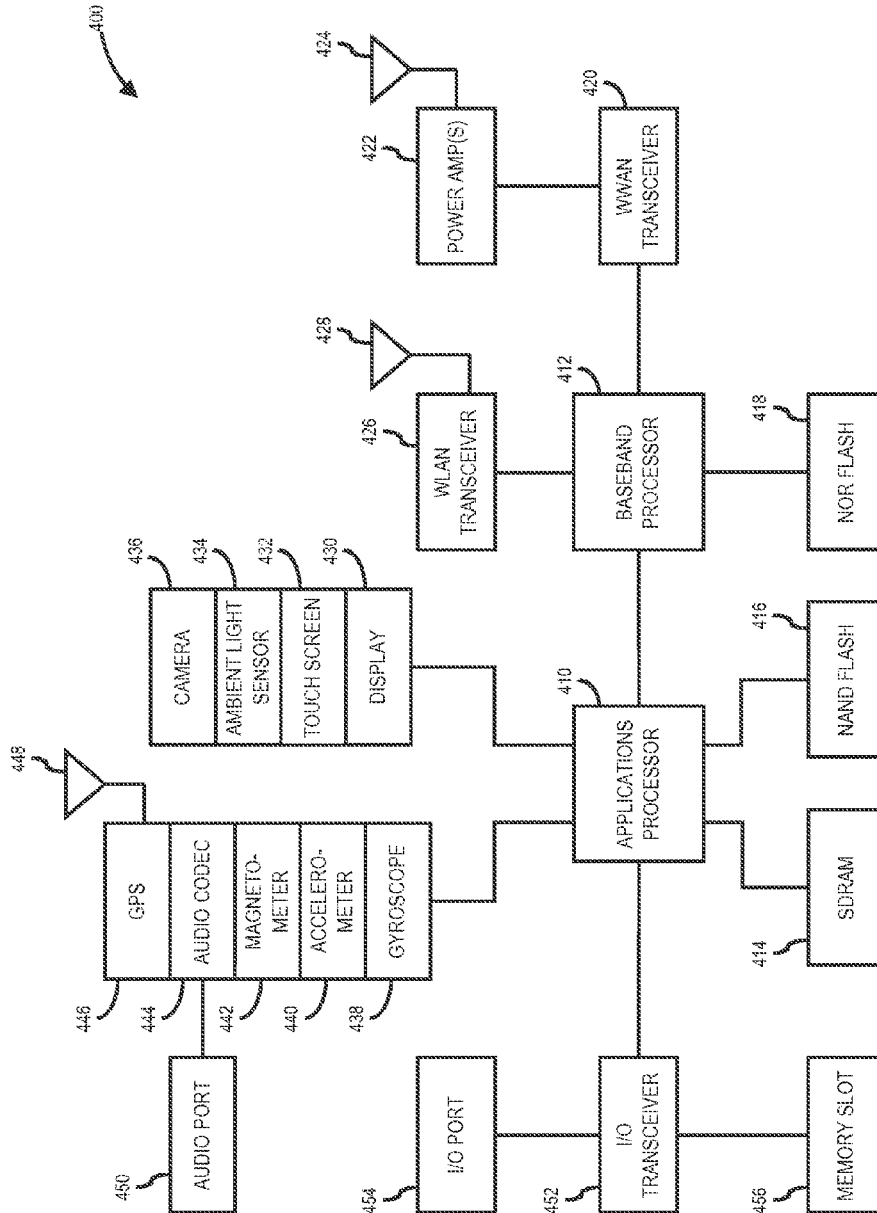 400
424
POWER AMP(S)
422
WWAN
TRANSCEIVER
420
428
WLAN
TRANSCEIVER
426
BASEBAND
PROCESSOR
412
NOR FLASH
418
CAMERA
436
AMBIENT LIGHT
SENSOR
434
TOUCH SCREEN
432
DISPLAY
430
APPLICATIONS
PROCESSOR
410
NAND FLASH
416
SDRAM
414
448
GPS
446
AUDIO CODEC
444
MAGNETO-
METER
442
ACCELERO-
METER
440
GYROSCOPE
438
AUDIO PORT
450
I/O PORT
454
I/O
TRANSCEIVER
452
MEMORY SLOT
456